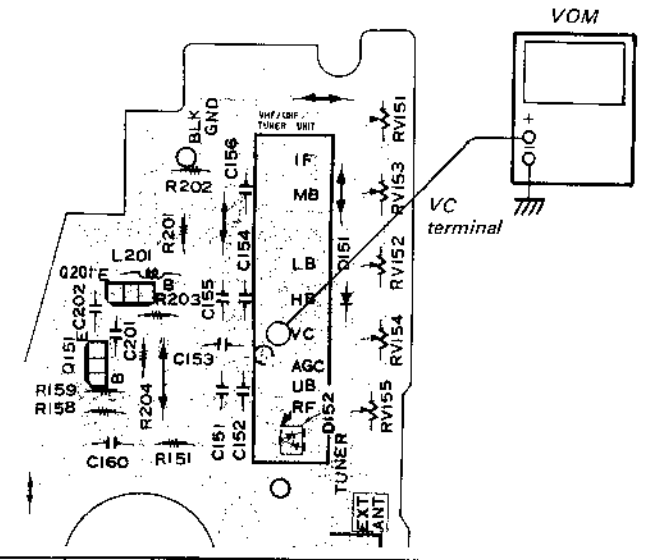 VOM
+
−
VC
terminal
VHF/UHF
TUNER UNIT
BLK
GND
C156
RV151
IF
R202
MB
RV153
R201
C154
L201
LB
D151
RV152
Q201
E
B
C202
R203
C155
HB
E
C201
VC
RV154
Q151
C153
B
AGC
R159
R204
UB
R158
RF
D152
RV155
C151
C152
C160
R151
TUNER
EXT
ANT